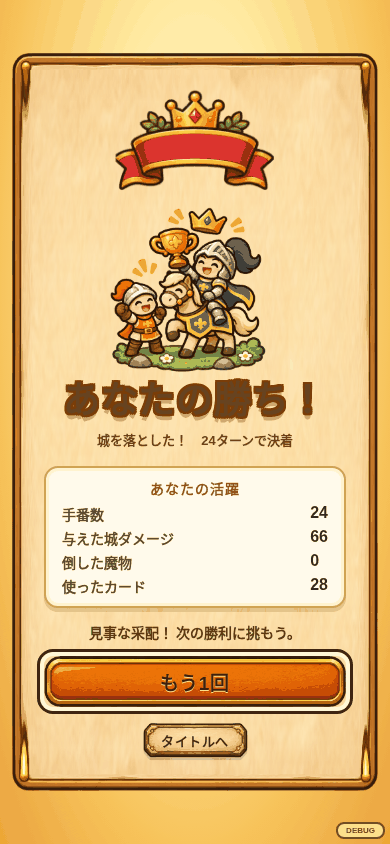 あなたの勝ち！
城を落とした！　24ターンで決着
あなたの活躍
手番数 24
与えた城ダメージ 66
倒した魔物 0
使ったカード 28
見事な采配！ 次の勝利に挑もう。
もう1回
タイトルへ
DEBUG